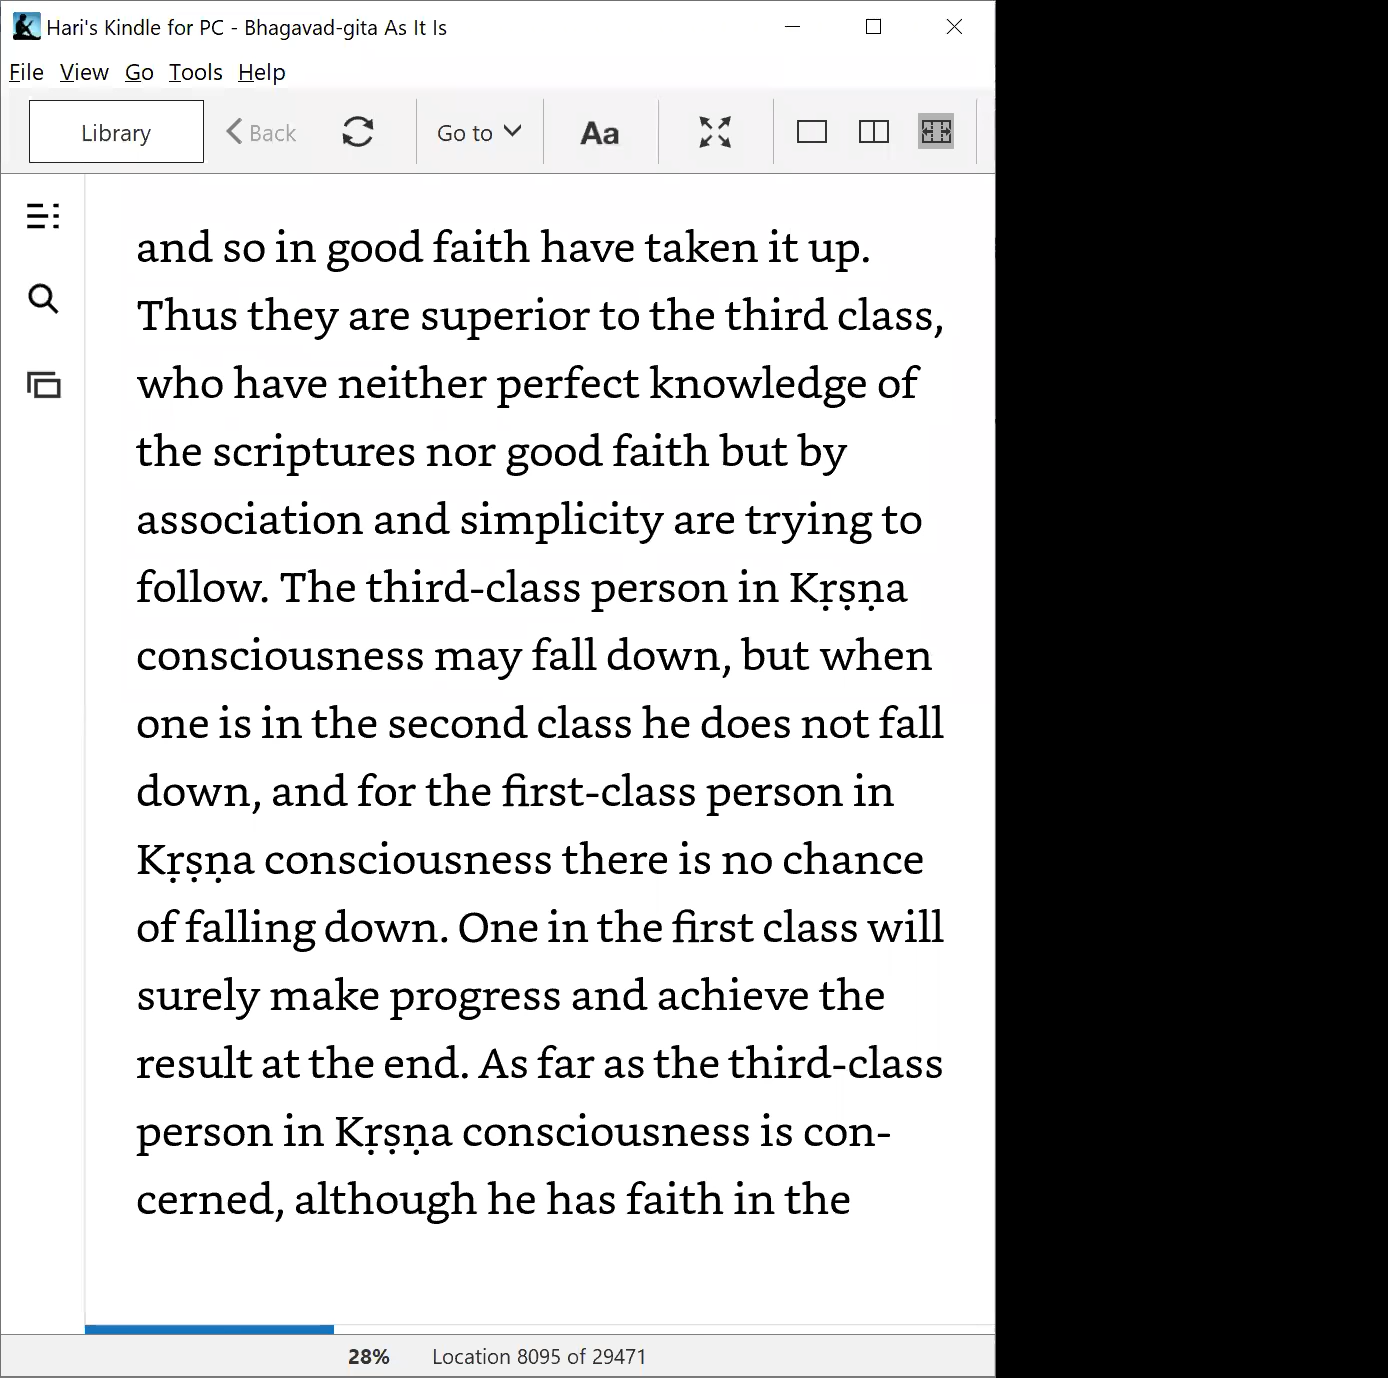 Hari's Kindle for PC - Bhagavad-gita As It Is
File View Go Tools Help
Library Back Go to Aa
and so in good faith have taken it up.
Thus they are superior to the third class,
who have neither perfect knowledge of
the scriptures nor good faith but by
association and simplicity are trying to
follow. The third-class person in Kṛṣṇa
consciousness may fall down, but when
one is in the second class he does not fall
down, and for the first-class person in
Kṛṣṇa consciousness there is no chance
of falling down. One in the first class will
surely make progress and achieve the
result at the end. As far as the third-class
person in Kṛṣṇa consciousness is con-
cerned, although he has faith in the
28% Location 8095 of 29471